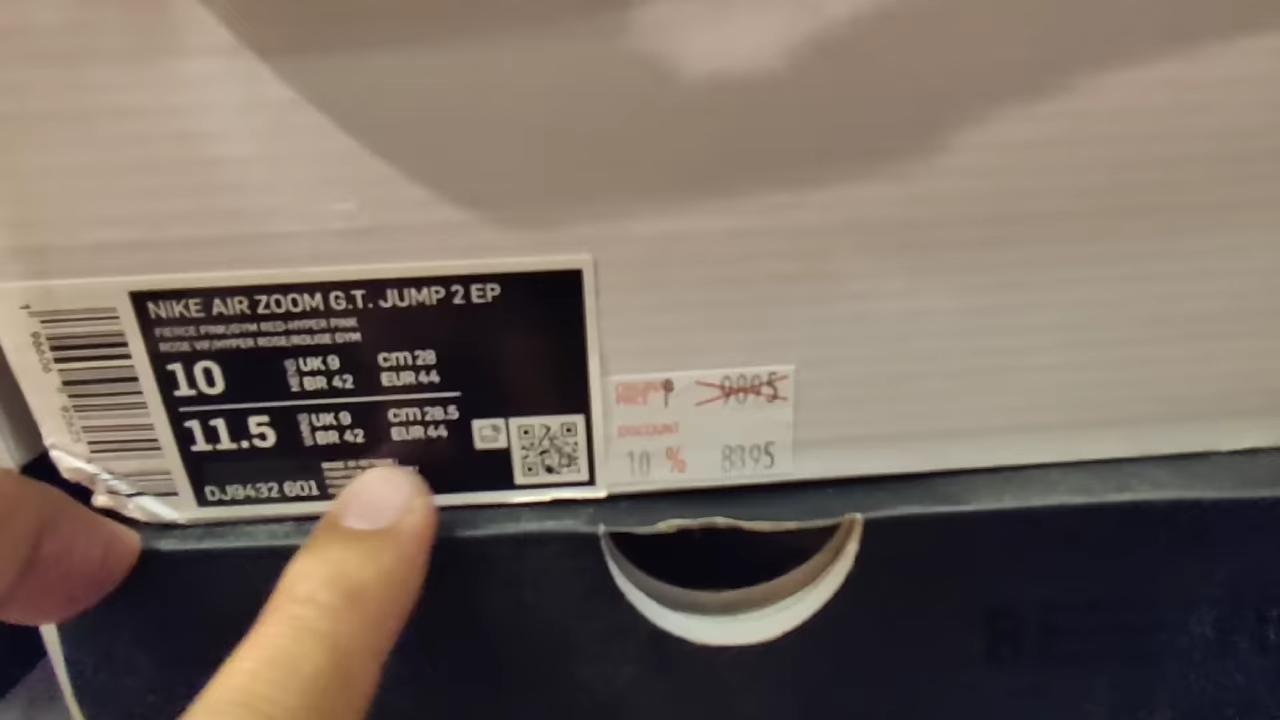 NIKE AIR ZOOM G.T. JUMP 2 EP
FIERCE PINK/GYM RED-HYPER PINK
ROSE VIF/HYPER ROSE/ROUGE GYM
10 UK 9 cm 28
BR 42 EUR 44
11.5 UK 9 cm 28.5
BR 42 EUR 44
DJ9432 601
9895
DISCOUNT
10 % 8395